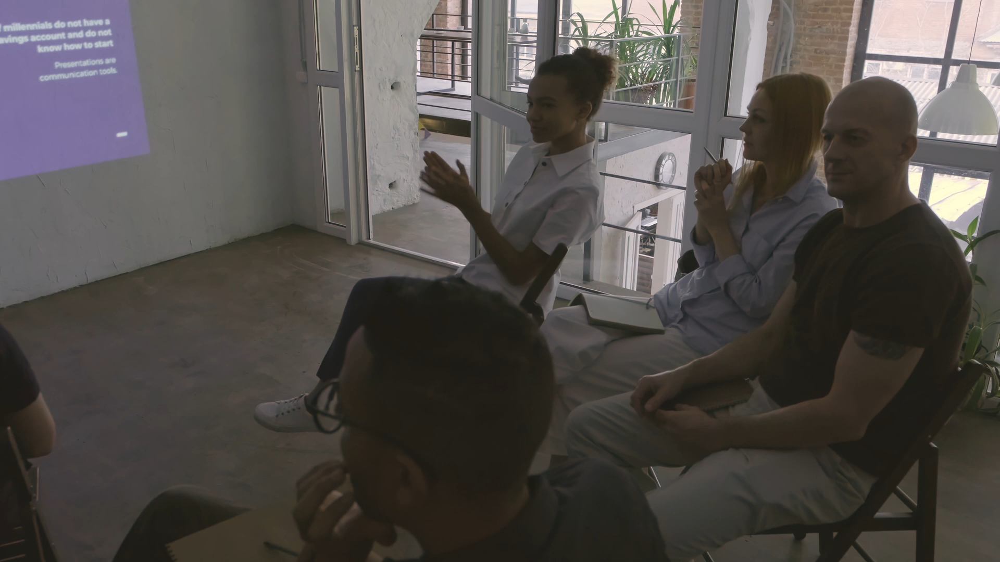 millennials do not have a
avings account and do not
know how to start
Presentations are
communication tools.